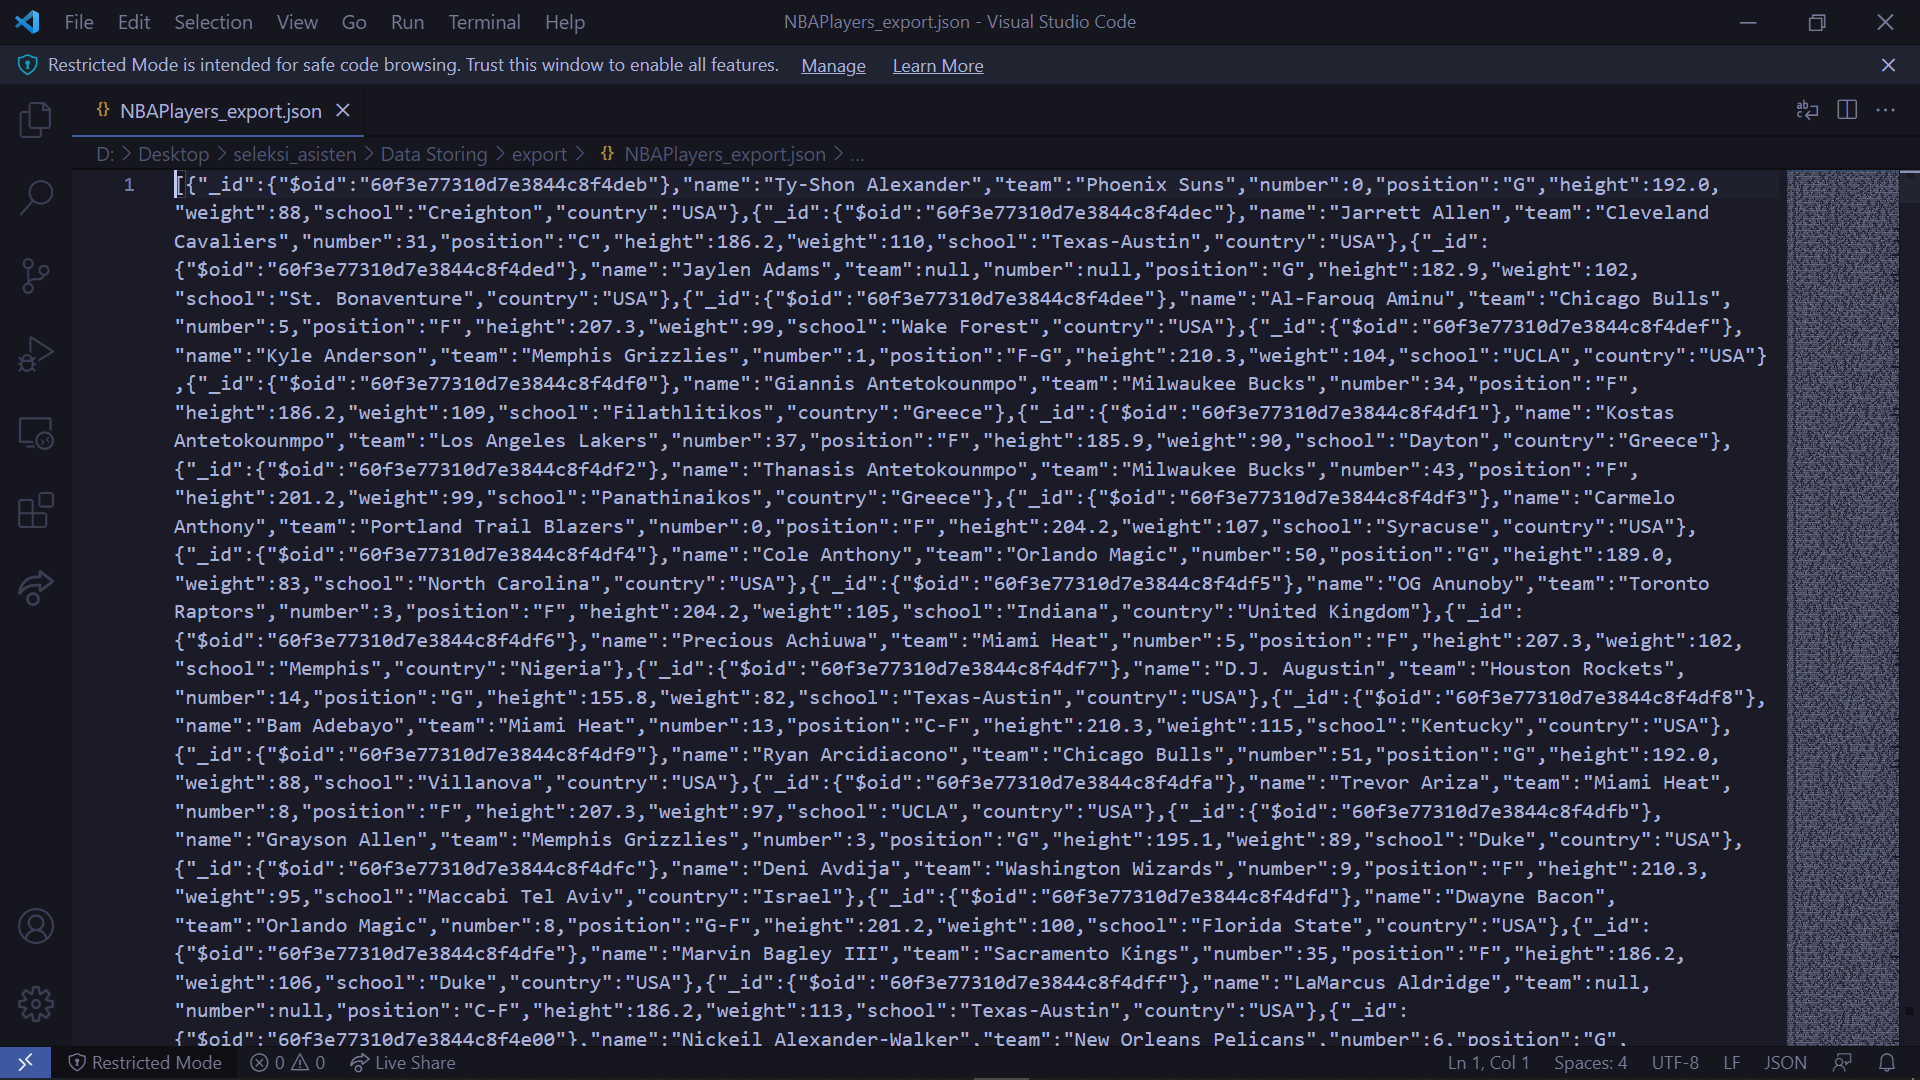 File Edit Selection View Go Run Terminal Help NBAPlayers_export.json - Visual Studio Code
Restricted Mode is intended for safe code browsing. Trust this window to enable all features. Manage Learn More
{} NBAPlayers_export.json
D: > Desktop > seleksi_asisten > Data Storing > export > {} NBAPlayers_export.json > ...
1 [{"_id":{"$oid":"60f3e77310d7e3844c8f4deb"},"name":"Ty-Shon Alexander","team":"Phoenix Suns","number":0,"position":"G","height":192.0,
"weight":88,"school":"Creighton","country":"USA"},{"_id":{"$oid":"60f3e77310d7e3844c8f4dec"},"name":"Jarrett Allen","team":"Cleveland
Cavaliers","number":31,"position":"C","height":186.2,"weight":110,"school":"Texas-Austin","country":"USA"},{"_id":
{"$oid":"60f3e77310d7e3844c8f4ded"},"name":"Jaylen Adams","team":null,"number":null,"position":"G","height":182.9,"weight":102,
"school":"St. Bonaventure","country":"USA"},{"_id":{"$oid":"60f3e77310d7e3844c8f4dee"},"name":"Al-Farouq Aminu","team":"Chicago Bulls",
"number":5,"position":"F","height":207.3,"weight":99,"school":"Wake Forest","country":"USA"},{"_id":{"$oid":"60f3e77310d7e3844c8f4def"},
"name":"Kyle Anderson","team":"Memphis Grizzlies","number":1,"position":"F-G","height":210.3,"weight":104,"school":"UCLA","country":"USA"}
,{"_id":{"$oid":"60f3e77310d7e3844c8f4df0"},"name":"Giannis Antetokounmpo","team":"Milwaukee Bucks","number":34,"position":"F",
"height":186.2,"weight":109,"school":"Filathlitikos","country":"Greece"},{"_id":{"$oid":"60f3e77310d7e3844c8f4df1"},"name":"Kostas
Antetokounmpo","team":"Los Angeles Lakers","number":37,"position":"F","height":185.9,"weight":90,"school":"Dayton","country":"Greece"},
{"_id":{"$oid":"60f3e77310d7e3844c8f4df2"},"name":"Thanasis Antetokounmpo","team":"Milwaukee Bucks","number":43,"position":"F",
"height":201.2,"weight":99,"school":"Panathinaikos","country":"Greece"},{"_id":{"$oid":"60f3e77310d7e3844c8f4df3"},"name":"Carmelo
Anthony","team":"Portland Trail Blazers","number":0,"position":"F","height":204.2,"weight":107,"school":"Syracuse","country":"USA"},
{"_id":{"$oid":"60f3e77310d7e3844c8f4df4"},"name":"Cole Anthony","team":"Orlando Magic","number":50,"position":"G","height":189.0,
"weight":83,"school":"North Carolina","country":"USA"},{"_id":{"$oid":"60f3e77310d7e3844c8f4df5"},"name":"OG Anunoby","team":"Toronto
Raptors","number":3,"position":"F","height":204.2,"weight":105,"school":"Indiana","country":"United Kingdom"},{"_id":
{"$oid":"60f3e77310d7e3844c8f4df6"},"name":"Precious Achiuwa","team":"Miami Heat","number":5,"position":"F","height":207.3,"weight":102,
"school":"Memphis","country":"Nigeria"},{"_id":{"$oid":"60f3e77310d7e3844c8f4df7"},"name":"D.J. Augustin","team":"Houston Rockets",
"number":14,"position":"G","height":155.8,"weight":82,"school":"Texas-Austin","country":"USA"},{"_id":{"$oid":"60f3e77310d7e3844c8f4df8"},
"name":"Bam Adebayo","team":"Miami Heat","number":13,"position":"C-F","height":210.3,"weight":115,"school":"Kentucky","country":"USA"},
{"_id":{"$oid":"60f3e77310d7e3844c8f4df9"},"name":"Ryan Arcidiacono","team":"Chicago Bulls","number":51,"position":"G","height":192.0,
"weight":88,"school":"Villanova","country":"USA"},{"_id":{"$oid":"60f3e77310d7e3844c8f4dfa"},"name":"Trevor Ariza","team":"Miami Heat",
"number":8,"position":"F","height":207.3,"weight":97,"school":"UCLA","country":"USA"},{"_id":{"$oid":"60f3e77310d7e3844c8f4dfb"},
"name":"Grayson Allen","team":"Memphis Grizzlies","number":3,"position":"G","height":195.1,"weight":89,"school":"Duke","country":"USA"},
{"_id":{"$oid":"60f3e77310d7e3844c8f4dfc"},"name":"Deni Avdija","team":"Washington Wizards","number":9,"position":"F","height":210.3,
"weight":95,"school":"Maccabi Tel Aviv","country":"Israel"},{"_id":{"$oid":"60f3e77310d7e3844c8f4dfd"},"name":"Dwayne Bacon",
"team":"Orlando Magic","number":8,"position":"G-F","height":201.2,"weight":100,"school":"Florida State","country":"USA"},{"_id":
{"$oid":"60f3e77310d7e3844c8f4dfe"},"name":"Marvin Bagley III","team":"Sacramento Kings","number":35,"position":"F","height":186.2,
"weight":106,"school":"Duke","country":"USA"},{"_id":{"$oid":"60f3e77310d7e3844c8f4dff"},"name":"LaMarcus Aldridge","team":null,
"number":null,"position":"C-F","height":186.2,"weight":113,"school":"Texas-Austin","country":"USA"},{"_id":
{"$oid":"60f3e77310d7e3844c8f4e00"},"name":"Nickeil Alexander-Walker","team":"New Orleans Pelicans","number":6,"position":"G",
Restricted Mode 0 0 Live Share Ln 1, Col 1 Spaces: 4 UTF-8 LF JSON